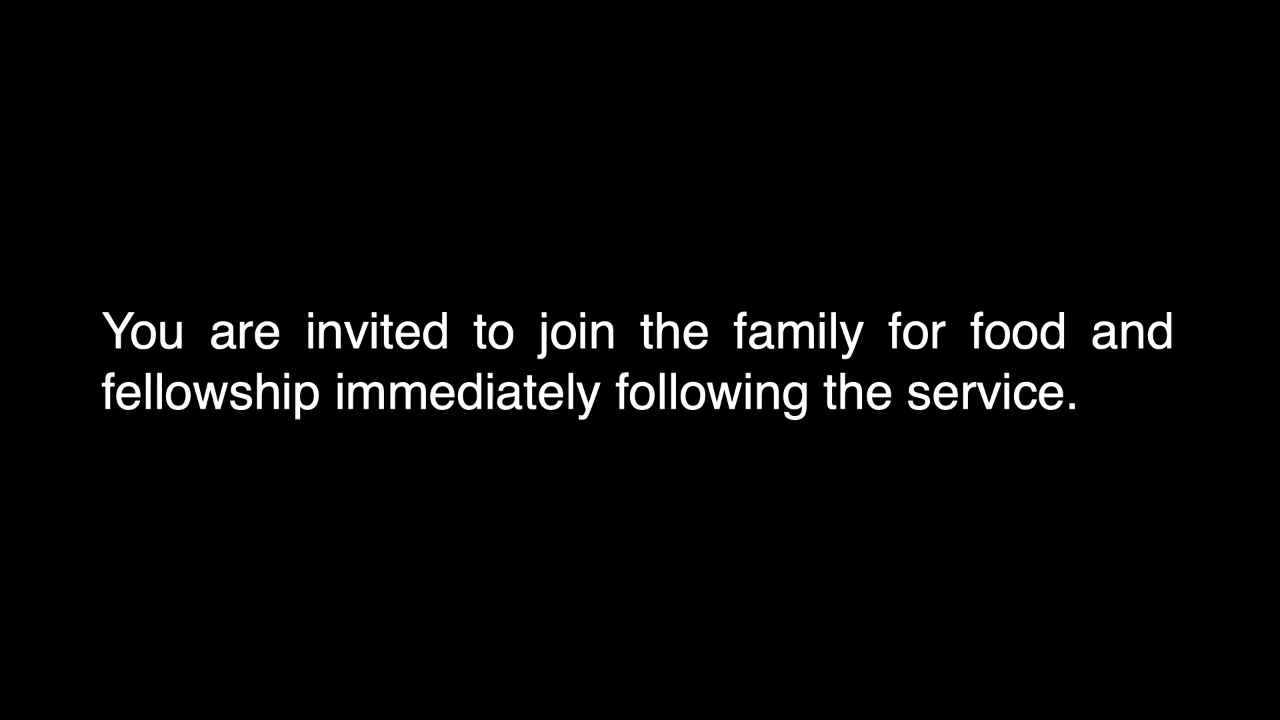 You are invited to join the family for food and
fellowship immediately following the service.